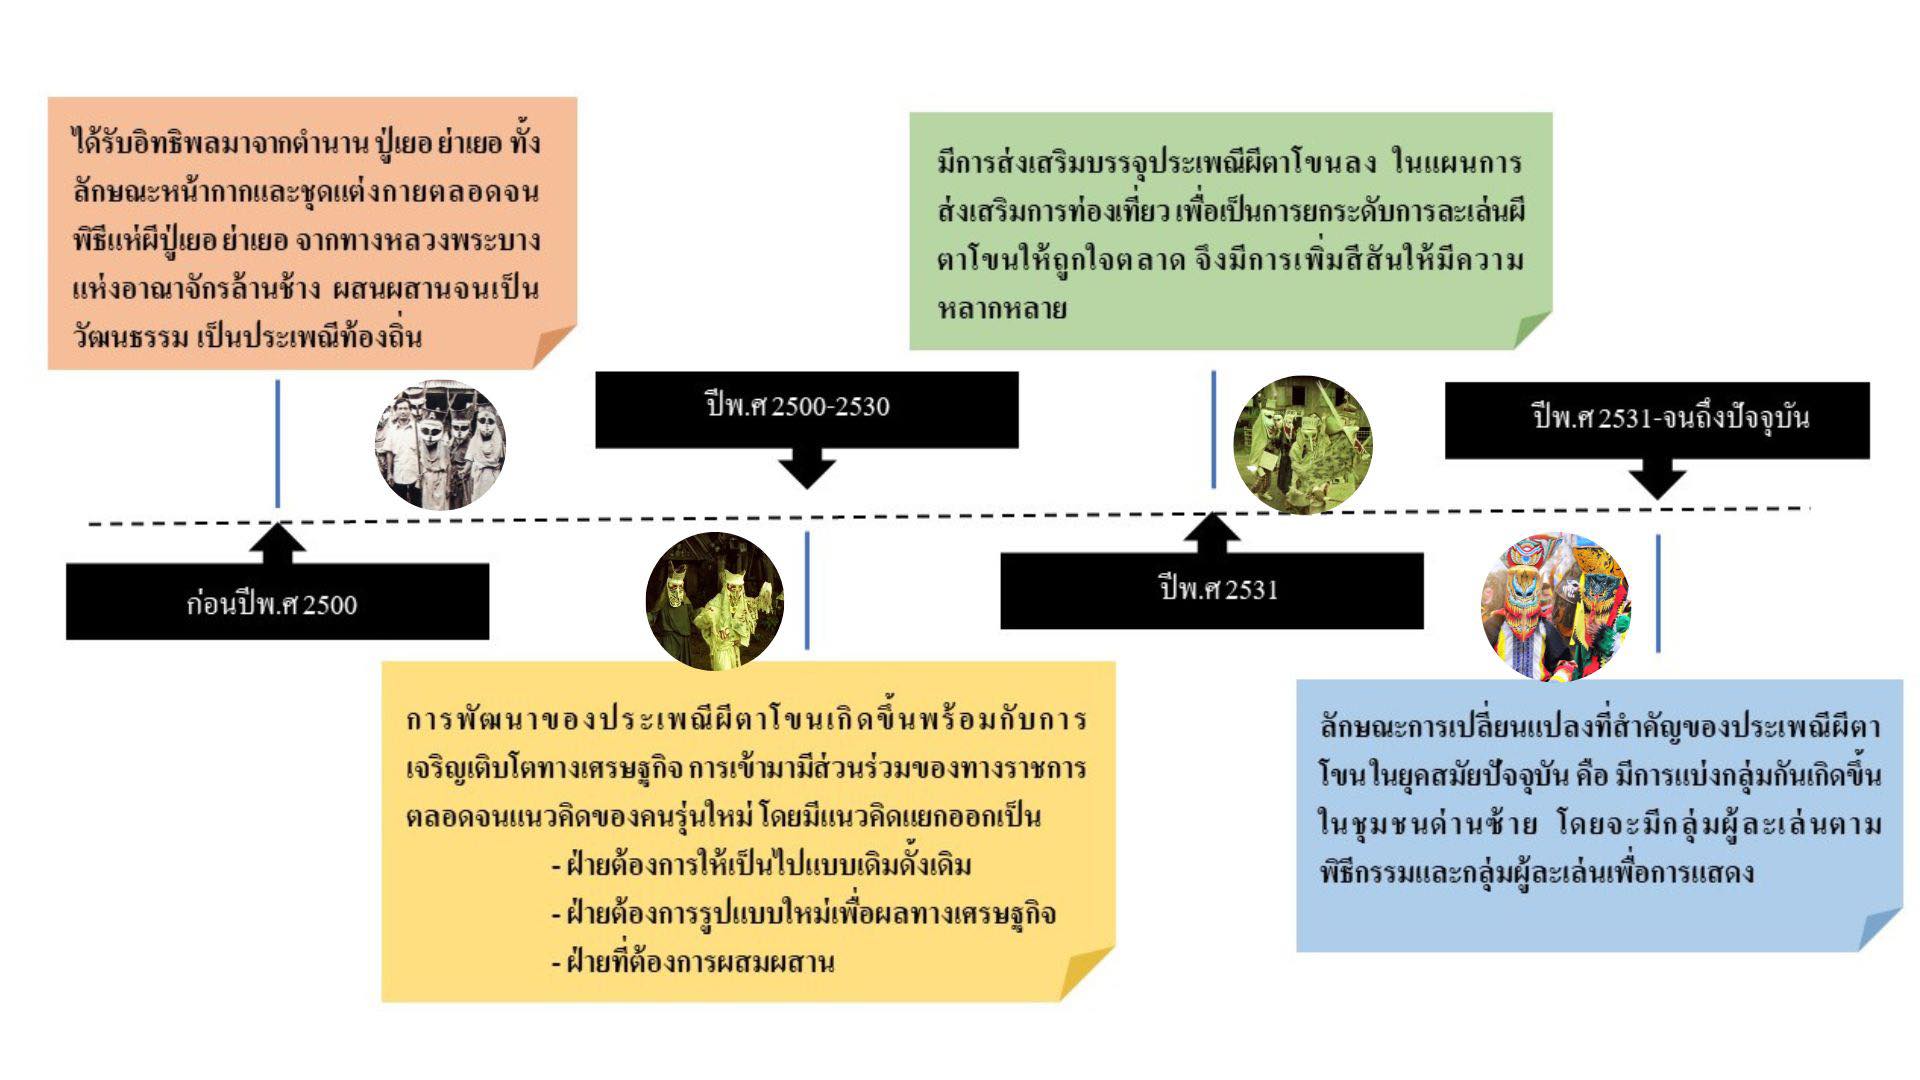 ได้รับอิทธิพลมาจากตำนาน ปู่เยอ ย่าเยอ ทั้ง
ลักษณะหน้ากากและชุดแต่งกายตลอดจน
พิธีแห่ผีปู่เยอ ย่าเยอ จากทางหลวงพระบาง
แห่งอาณาจักรล้านช้าง ผสนผสานจนเป็น
วัฒนธรรม เป็นประเพณีท้องถิ่น
ก่อนปีพ.ศ 2500
ปีพ.ศ 2500-2530
การพัฒนาของประเพณีผีตาโขนเกิดขึ้นพร้อมกับการ
เจริญเติบโตทางเศรษฐกิจ การเข้ามามีส่วนร่วมของทางราชการ
ตลอดจนแนวคิดของคนรุ่นใหม่ โดยมีแนวคิดแยกออกเป็น
- ฝ่ายต้องการให้เป็นไปแบบเดิมดั้งเดิม
- ฝ่ายต้องการรูปแบบใหม่เพื่อผลทางเศรษฐกิจ
- ฝ่ายที่ต้องการผสมผสาน
มีการส่งเสริมบรรจุประเพณีผีตาโขนลง ในแผนการ
ส่งเสริมการท่องเที่ยว เพื่อเป็นการยกระดับการละเล่นผี
ตาโขนให้ถูกใจตลาด จึงมีการเพิ่มสีสันให้มีความ
หลากหลาย
ปีพ.ศ 2531
ปีพ.ศ 2531-จนถึงปัจจุบัน
ลักษณะการเปลี่ยนแปลงที่สำคัญของประเพณีผีตา
โขนในยุคสมัยปัจจุบัน คือ มีการแบ่งกลุ่มกันเกิดขึ้น
ในชุมชนด่านซ้าย โดยจะมีกลุ่มผู้ละเล่นตาม
พิธีกรรมและกลุ่มผู้ละเล่นเพื่อการแสดง